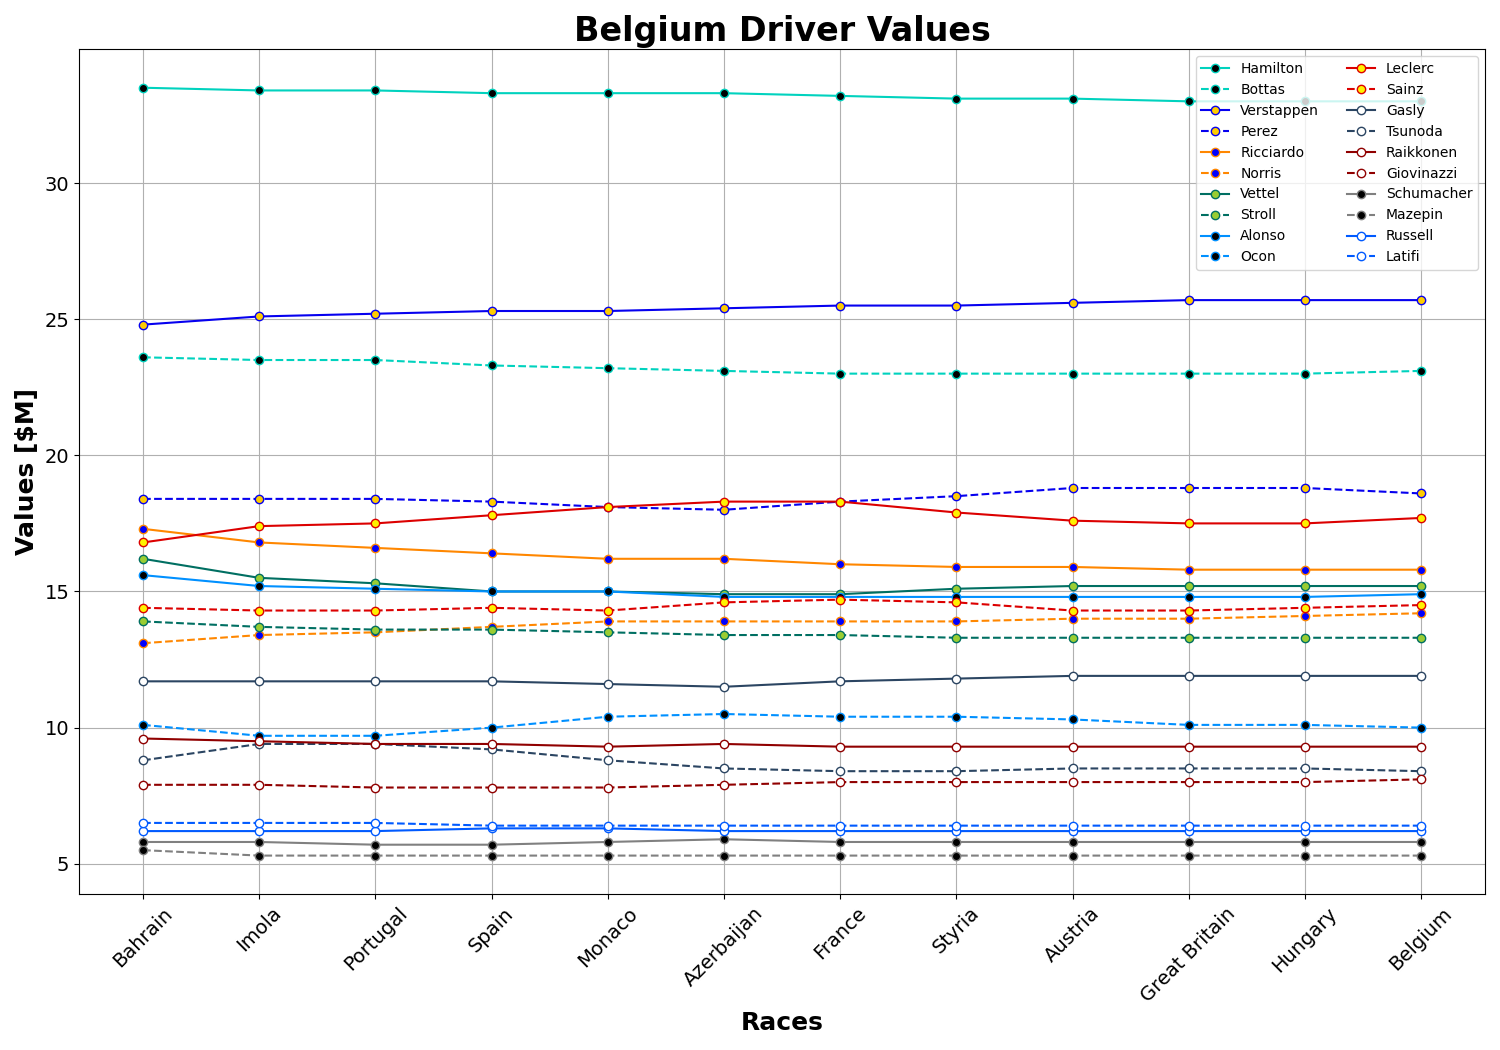 Belgium Driver Values
Values [$M]
30
25
20
15
10
5
Hamilton
Bottas
Verstappen
Perez
Ricciardo
Norris
Vettel
Stroll
Alonso
Ocon
Leclerc
Sainz
Gasly
Tsunoda
Raikkonen
Giovinazzi
Schumacher
Mazepin
Russell
Latifi
Bahrain
Imola
Portugal
Spain
Monaco
Azerbaijan
France
Styria
Austria
Great Britain
Hungary
Belgium
Races